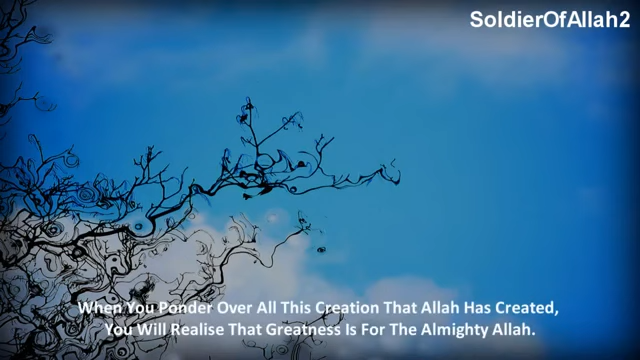 SoldierOfAllah2
When You Ponder Over All This Creation That Allah Has Created,
You Will Realise That Greatness Is For The Almighty Allah.